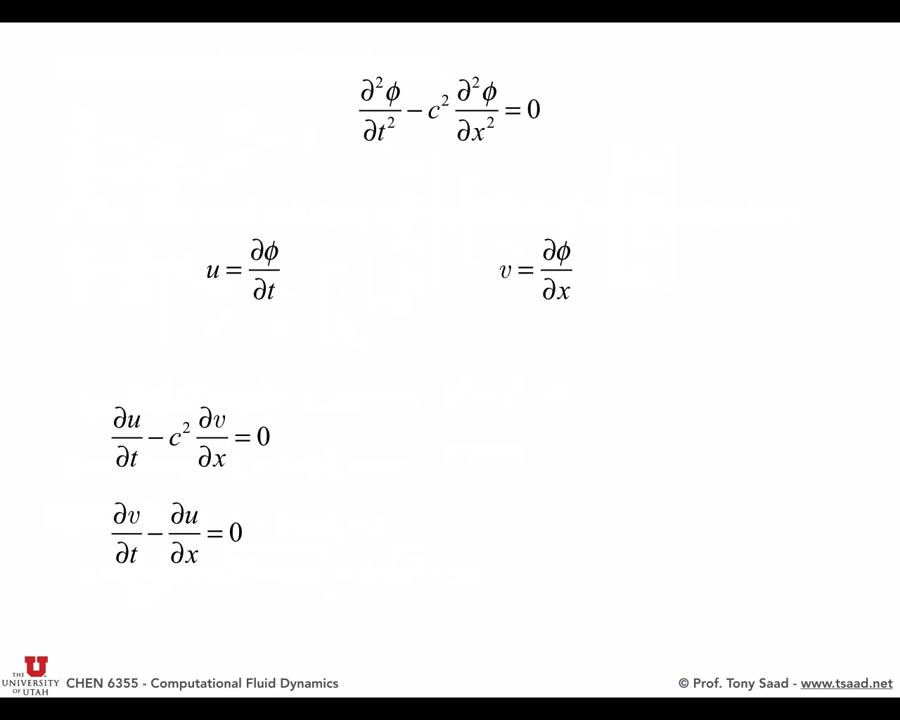 ∂²ϕ/∂t² − c² ∂²ϕ/∂x² = 0
u = ∂ϕ/∂t
v = ∂ϕ/∂x
∂u/∂t − c² ∂v/∂x = 0
∂v/∂t − ∂u/∂x = 0
THE
UNIVERSITY
OF UTAH
CHEN 6355 - Computational Fluid Dynamics
© Prof. Tony Saad - www.tsaad.net